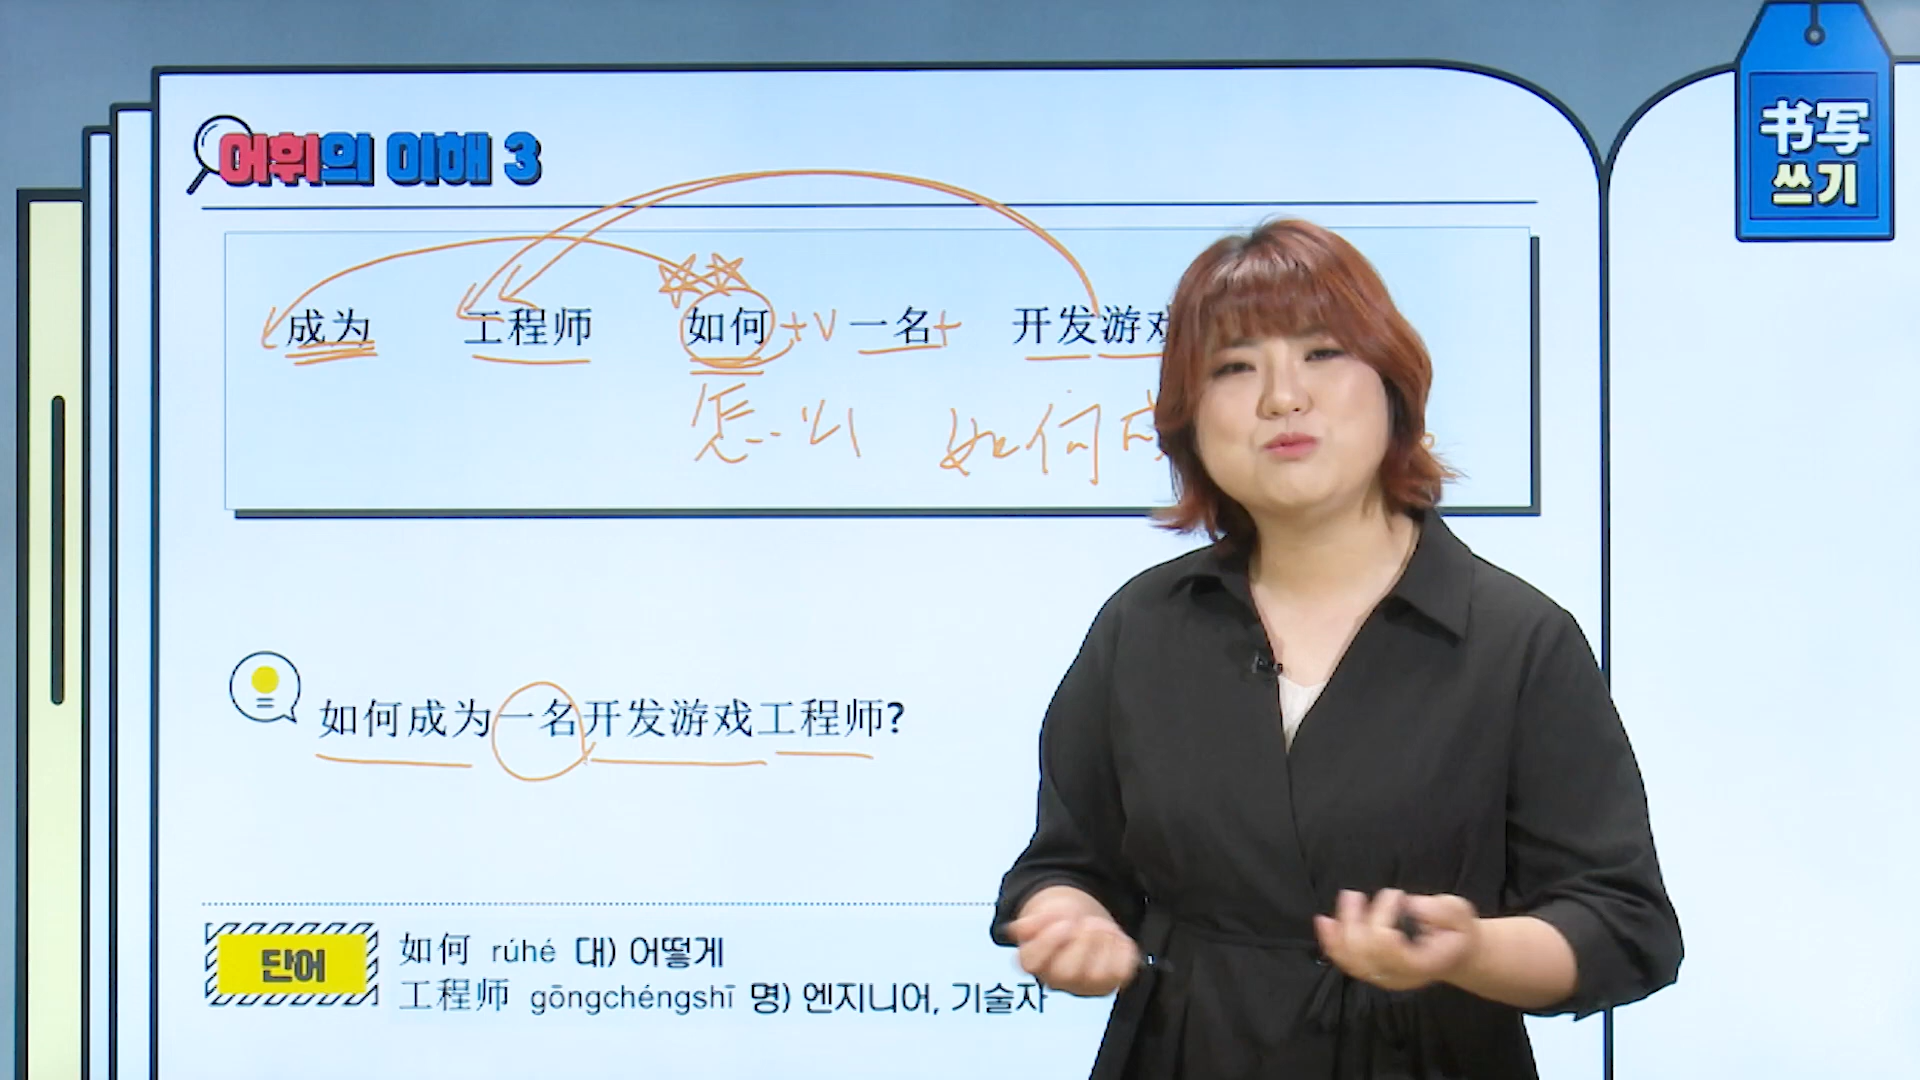 书写
쓰기
어휘의 이해 3
成为 工程师 如何 +V 一名 + 开发游戏
怎么 如何成
如何成为一名开发游戏工程师?
단어
如何 rúhé 대) 어떻게
工程师 gōngchéngshī 명) 엔지니어, 기술자